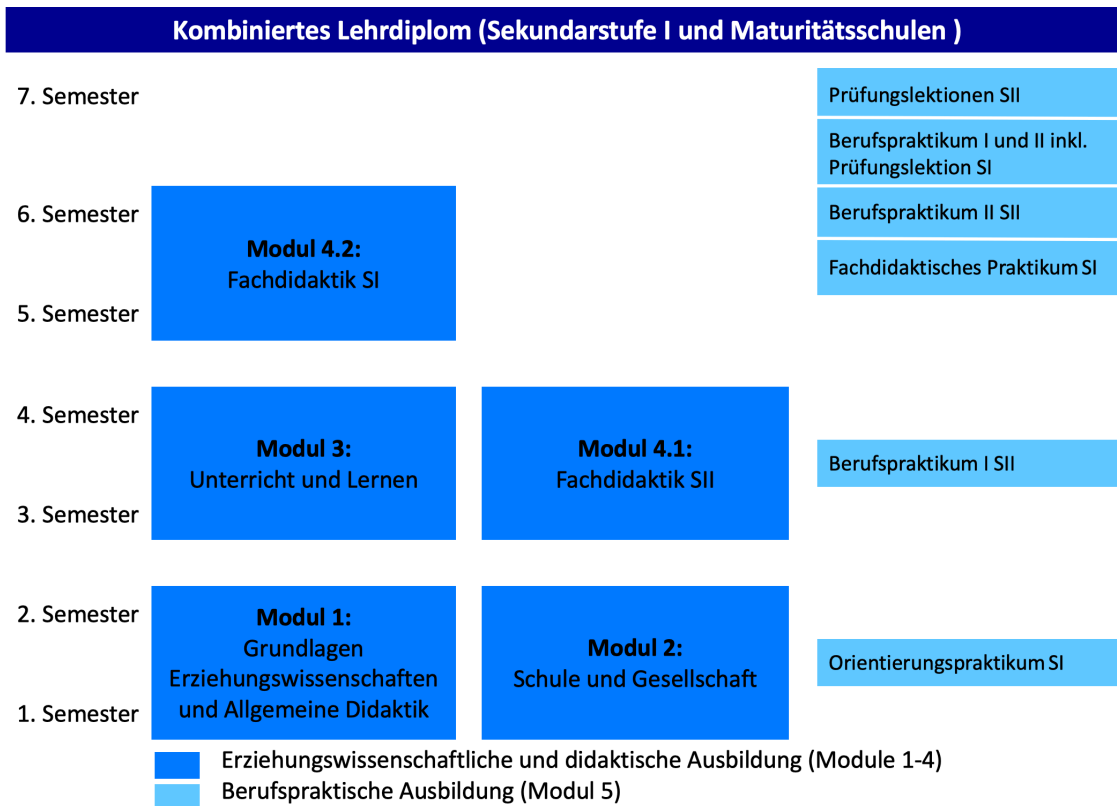 Kombiniertes Lehrdiplom (Sekundarstufe I und Maturitätsschulen )
7. Semester
Prüfungslektionen SII
Berufspraktikum I und II inkl.
Prüfungslektion SI
6. Semester
Modul 4.2:
Fachdidaktik SI
Berufspraktikum II SII
Fachdidaktisches Praktikum SI
5. Semester
4. Semester
Modul 3:
Unterricht und Lernen
Modul 4.1:
Fachdidaktik SII
Berufspraktikum I SII
3. Semester
2. Semester
Modul 1:
Grundlagen
Erziehungswissenschaften
und Allgemeine Didaktik
Modul 2:
Schule und Gesellschaft
Orientierungspraktikum SI
1. Semester
Erziehungswissenschaftliche und didaktische Ausbildung (Module 1-4)
Berufspraktische Ausbildung (Modul 5)